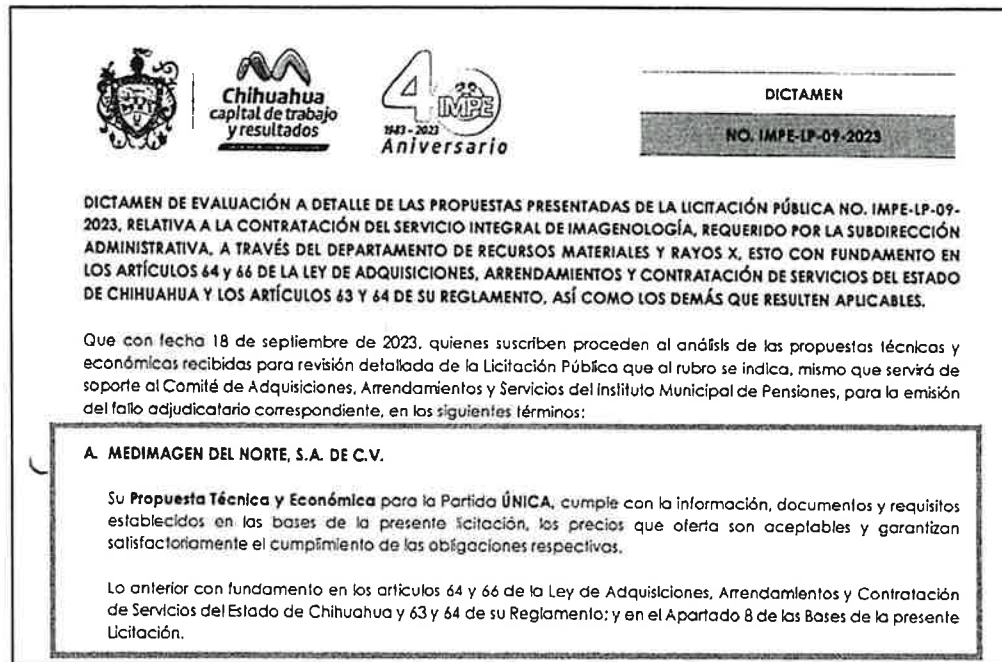 Chihuahua
capital de trabajo
y resultados
40 IMPE
1983 - 2023
Aniversario
DICTAMEN
NO. IMPE-LP-09-2023
DICTAMEN DE EVALUACIÓN A DETALLE DE LAS PROPUESTAS PRESENTADAS DE LA LICITACIÓN PÚBLICA NO. IMPE-LP-09-
2023, RELATIVA A LA CONTRATACIÓN DEL SERVICIO INTEGRAL DE IMAGENOLOGÍA, REQUERIDO POR LA SUBDIRECCIÓN
ADMINISTRATIVA, A TRAVÉS DEL DEPARTAMENTO DE RECURSOS MATERIALES Y RAYOS X, ESTO CON FUNDAMENTO EN
LOS ARTÍCULOS 64 y 66 DE LA LEY DE ADQUISICIONES, ARRENDAMIENTOS Y CONTRATACIÓN DE SERVICIOS DEL ESTADO
DE CHIHUAHUA Y LOS ARTÍCULOS 63 Y 64 DE SU REGLAMENTO, ASÍ COMO LOS DEMÁS QUE RESULTEN APLICABLES.
Que con fecha 18 de septiembre de 2023, quienes suscriben proceden al análisis de las propuestas técnicas y
económicas recibidas para revisión detallada de la Licitación Pública que al rubro se indica, mismo que servirá de
soporte al Comité de Adquisiciones, Arrendamientos y Servicios del Instituto Municipal de Pensiones, para la emisión
del fallo adjudicatario correspondiente, en los siguientes términos:
A. MEDIMAGEN DEL NORTE, S.A. DE C.V.
Su Propuesta Técnica y Económica para la Partida ÚNICA, cumple con la información, documentos y requisitos
establecidos en las bases de la presente licitación, los precios que oferta son aceptables y garantizan
satisfactoriamente el cumplimiento de las obligaciones respectivas.
Lo anterior con fundamento en los artículos 64 y 66 de la Ley de Adquisiciones, Arrendamientos y Contratación
de Servicios del Estado de Chihuahua y 63 y 64 de su Reglamento; y en el Apartado 8 de las Bases de la presente
Licitación.